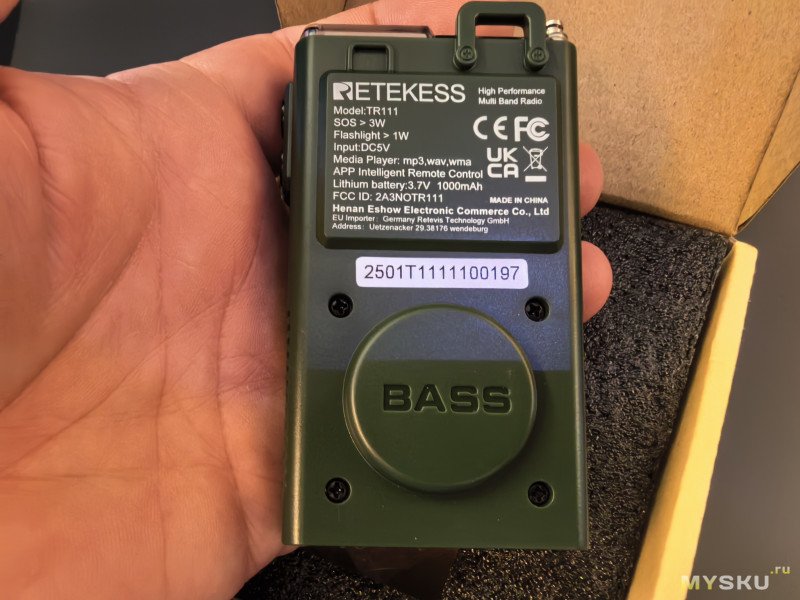 RETEKESS
High Performance
Multi Band Radio
Model:TR111
SOS > 3W
Flashlight > 1W
Input:DC5V
Media Player: mp3,wav,wma
APP Intelligent Remote Control
Lithium battery:3.7V 1000mAh
FCC ID: 2A3NOTR111
CE FC
UK
CA
MADE IN CHINA
Henan Eshow Electronic Commerce Co., Ltd
EU Importer: Germany Retevis Technology GmbH
Address: Uetzenacker 29.38176 wendeburg
2501T1111100197
BASS
MYSKU.ru